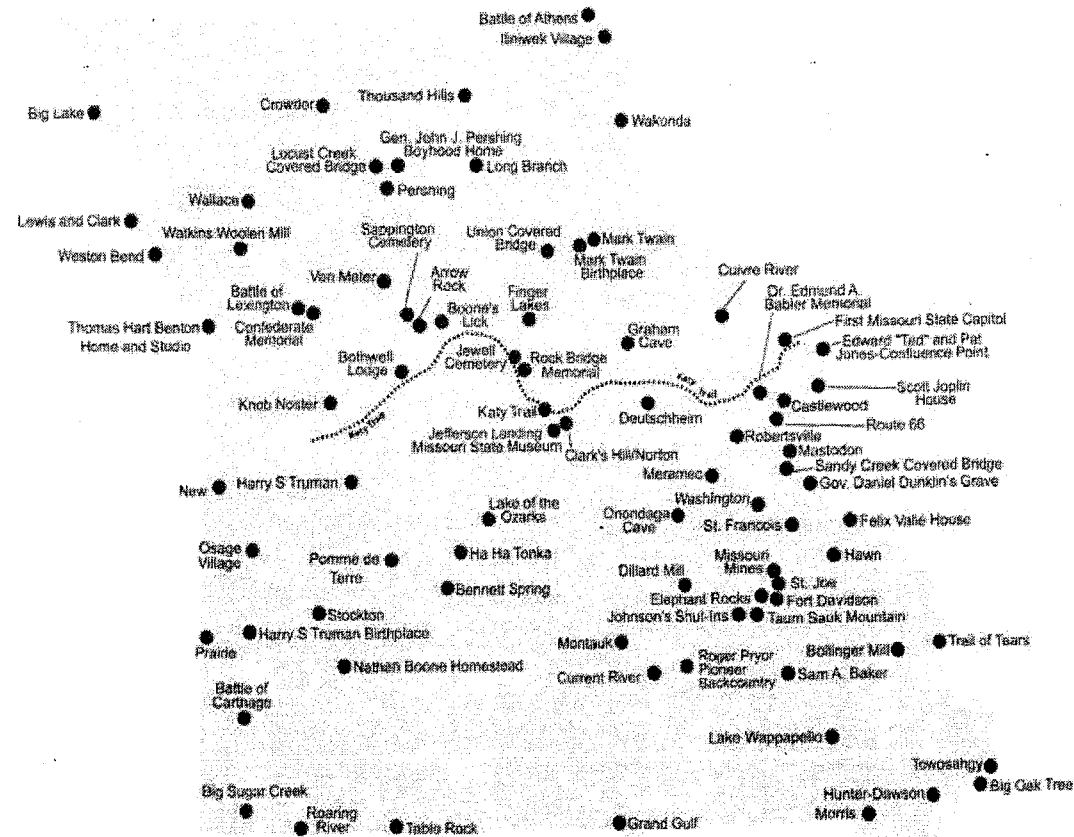 Battle of Athens
Iliniwek Village
Thousand Hills
Crowder
Big Lake
Wakonda
Gen. John J. Pershing
Boyhood Home
Locust Creek
Covered Bridge
Long Branch
Pershing
Wallace
Lewis and Clark
Watkins Woolen Mill
Weston Bend
Sappington
Cemetery
Union Covered
Bridge
Mark Twain
Mark Twain
Birthplace
Van Meter
Arrow
Rock
Cuivre River
Dr. Edmund A.
Babler Memorial
Battle of
Lexington
Confederate
Memorial
Boone's
Lick
Finger
Lakes
Thomas Hart Benton
Home and Studio
Graham
Cave
First Missouri State Capitol
Edward "Ted" and Pat
Jones-Confluence Point
Bothwell
Lodge
Jewell
Cemetery
Rock Bridge
Memorial
Katy Trail
Scott Joplin
House
Knob Noster
Katy Trail
Katy Trail
Deutschheim
Castlewood
Route 66
Jefferson Landing
Missouri State Museum
Clark's Hill/Norton
Robertsville
Mastodon
Sandy Creek Covered Bridge
Meramec
Gov. Daniel Dunklin's Grave
New
Harry S Truman
Washington
Lake of the
Ozarks
Onondaga
Cave
St. Francois
Felix Vallé House
Osage
Village
Pomme de
Terre
Ha Ha Tonka
Missouri
Mines
Hawn
Bennett Spring
Dillard Mill
St. Joe
Elephant Rocks
Fort Davidson
Stockton
Johnson's Shut-Ins
Taum Sauk Mountain
Harry S Truman Birthplace
Prairie
Montauk
Bollinger Mill
Trail of Tears
Nathan Boone Homestead
Current River
Roger Pryor
Pioneer
Backcountry
Sam A. Baker
Battle of
Carthage
Lake Wappapello
Towosahgy
Big Oak Tree
Big Sugar Creek
Hunter-Dawson
Roaring
River
Table Rock
Grand Gulf
Morris